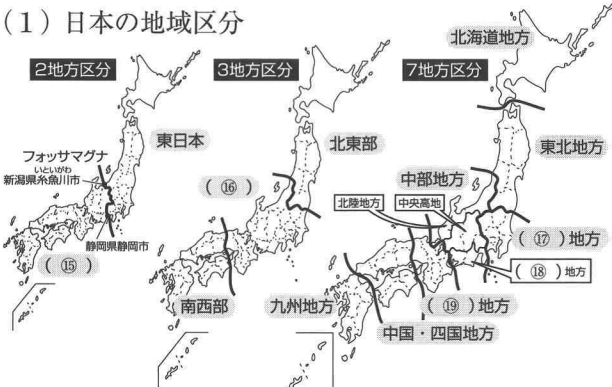 (1)日本の地域区分
2地方区分
東日本
フォッサマグナ
いといがわ
新潟県糸魚川市
静岡県静岡市
(⑮)
3地方区分
北東部
(⑯)
南西部
7地方区分
北海道地方
東北地方
中部地方
北陸地方
中央高地
(⑰)地方
(⑱)地方
(⑲)地方
九州地方
中国・四国地方